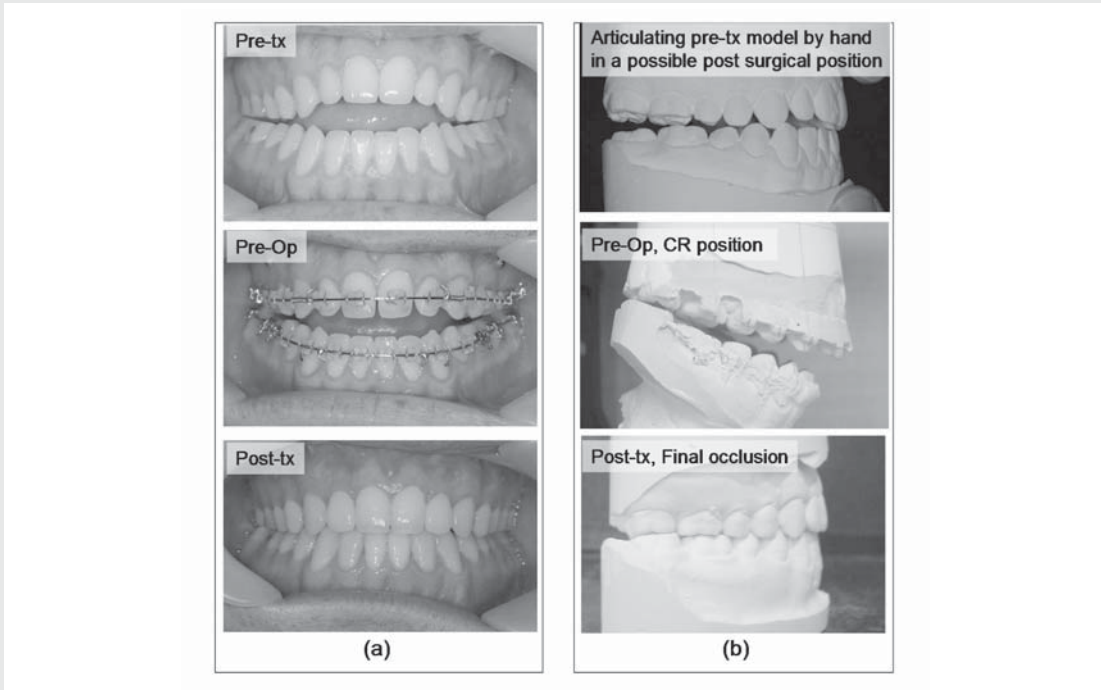 Pre-tx
Pre-Op
Post-tx
(a)
Articulating pre-tx model by hand
in a possible post surgical position
Pre-Op, CR position
Post-tx, Final occlusion
(b)